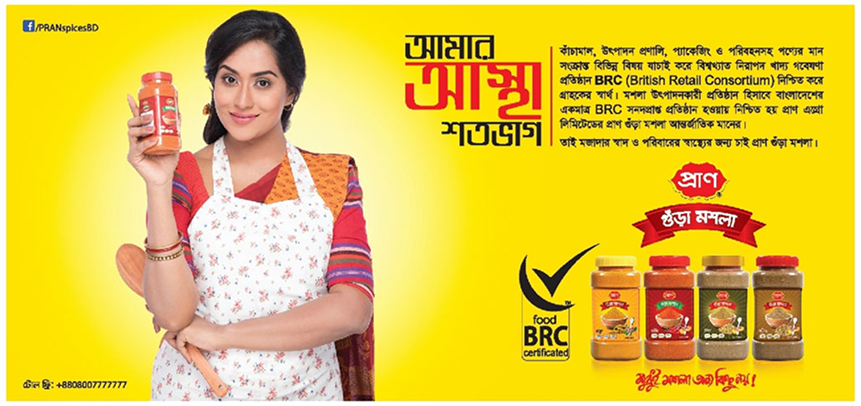 /PRANspicesBD
আমার
আস্থা
শতভাগ
কাঁচামাল, উৎপাদন প্রণালি, প্যাকেজিং ও পরিবহনসহ পণ্যের মান
সংক্রান্ত বিভিন্ন বিষয় যাচাই করে বিশ্বখ্যাত নিরাপদ খাদ্য গবেষণা
প্রতিষ্ঠান BRC (British Retail Consortium) নিশ্চিত করে
গ্রাহকের স্বার্থ। মশলা উৎপাদনকারী প্রতিষ্ঠান হিসাবে বাংলাদেশের
একমাত্র BRC সনদপ্রাপ্ত প্রতিষ্ঠান হওয়ায় নিশ্চিত হয় প্রাণ এগ্রো
লিমিটেডের প্রাণ গুঁড়া মশলা আন্তর্জাতিক মানের।
তাই মজাদার স্বাদ ও পরিবারের স্বাস্থ্যের জন্য চাই প্রাণ গুঁড়া মশলা।
প্রাণ
গুঁড়া মশলা
food
BRC
certificated
শুধুই মশলা অন্য কিছু নয়!
টোল ফ্রি: +8808007777777